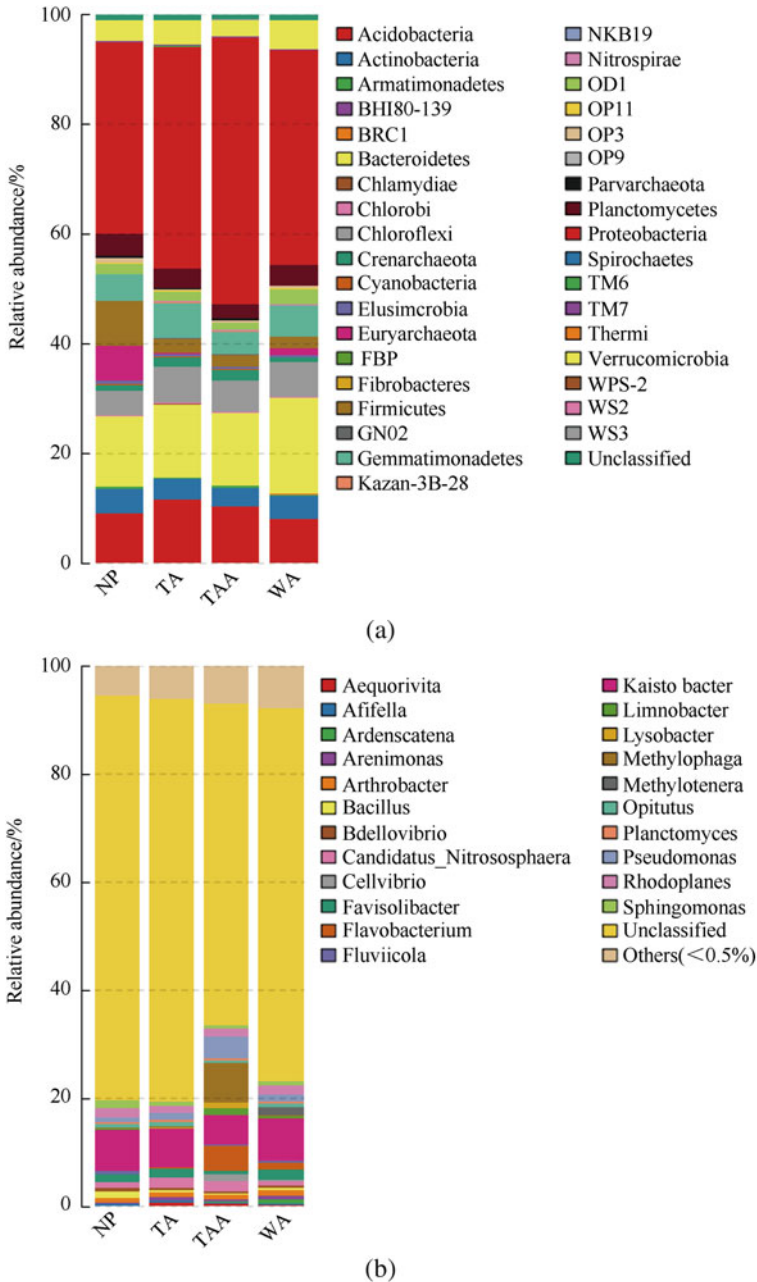 100
80
60
40
20
0
Relative abundance/%
NP
TA
TAA
WA
Acidobacteria
Actinobacteria
Armatimonadetes
BHI80-139
BRC1
Bacteroidetes
Chlamydiae
Chlorobi
Chloroflexi
Crenarchaeota
Cyanobacteria
Elusimcrobia
Euryarchaeota
FBP
Fibrobacteres
Firmicutes
GN02
Gemmatimonadetes
Kazan-3B-28
NKB19
Nitrospirae
OD1
OP11
OP3
OP9
Parvarchaeota
Planctomycetes
Proteobacteria
Spirochaetes
TM6
TM7
Thermi
Verrucomicrobia
WPS-2
WS2
WS3
Unclassified
(a)
100
80
60
40
20
0
Relative abundance/%
NP
TA
TAA
WA
Aequorivita
Afifella
Ardenscatena
Arenimonas
Arthrobacter
Bacillus
Bdellovibrio
Candidatus_Nitrososphaera
Cellvibrio
Favisolibacter
Flavobacterium
Fluviicola
Kaisto bacter
Limnobacter
Lysobacter
Methylophaga
Methylotenera
Opitutus
Planctomyces
Pseudomonas
Rhodoplanes
Sphingomonas
Unclassified
Others(<0.5%)
(b)